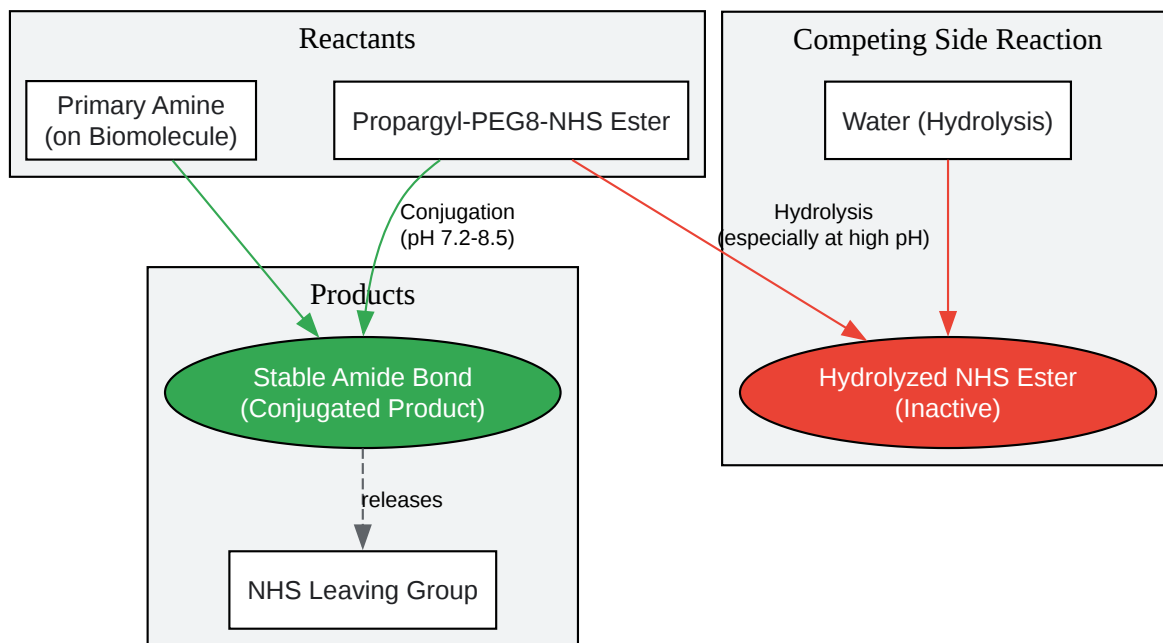 Reactants
Primary Amine
(on Biomolecule)
Propargyl-PEG8-NHS Ester
Competing Side Reaction
Water (Hydrolysis)
Conjugation
(pH 7.2-8.5)
Hydrolysis
(especially at high pH)
Products
Stable Amide Bond
(Conjugated Product)
Hydrolyzed NHS Ester
(Inactive)
releases
NHS Leaving Group